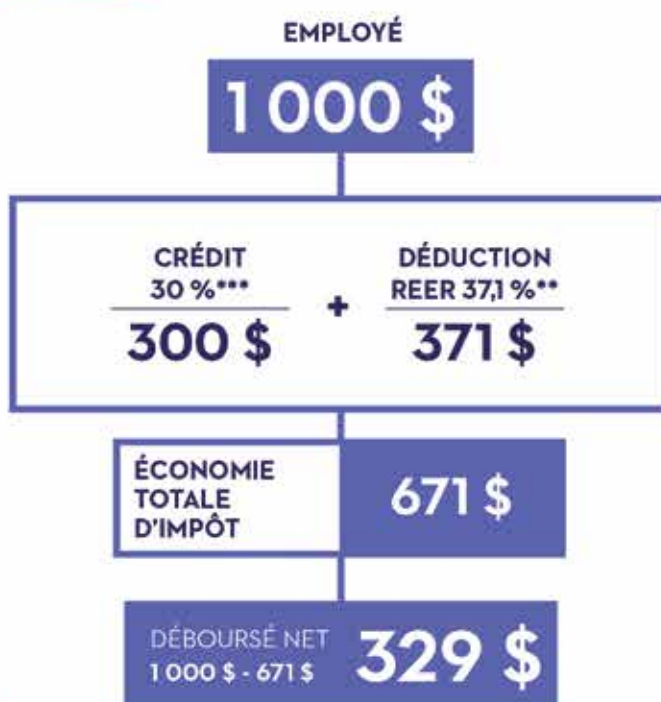 EMPLOYÉ
1 000 $
CRÉDIT
30 %***
300 $
+
DÉDUCTION
REER 37,1 %**
371 $
ÉCONOMIE
TOTALE
D'IMPÔT
671 $
DÉBOURSÉ NET
1 000 $ - 671 $
329 $